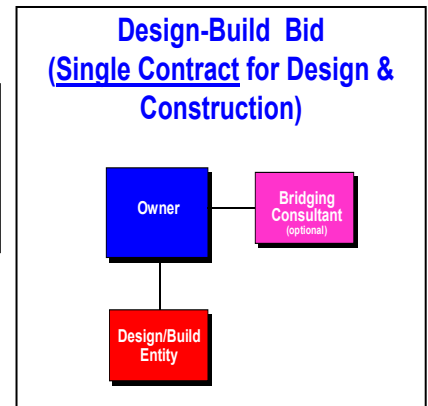 Design-Build Bid
(Single Contract for Design &
Construction)
Owner
Bridging
Consultant
(optional)
Design/Build
Entity